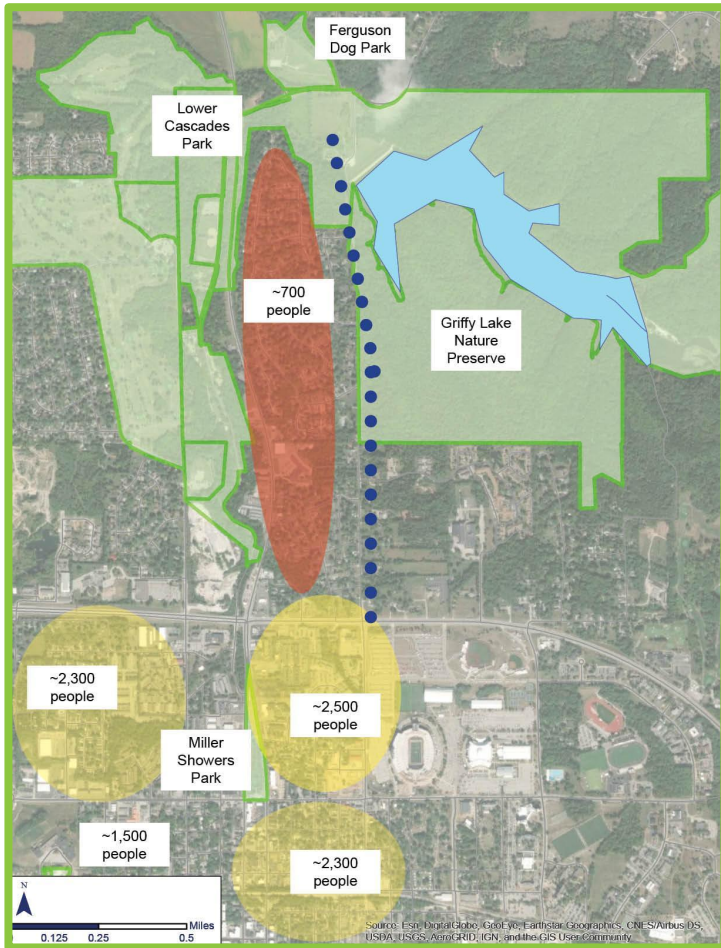 Ferguson
Dog Park
Lower
Cascades
Park
~700
people
Griffy Lake
Nature
Preserve
~2,300
people
~2,500
people
Miller
Showers
Park
~1,500
people
~2,300
people
N
Miles
0.125 0.25 0.5
Source: Esri, DigitalGlobe, GeoEye, Earthstar Geographics, CNES/Airbus DS,
USDA, USGS, AeroGRID, IGN, and the GIS User Community